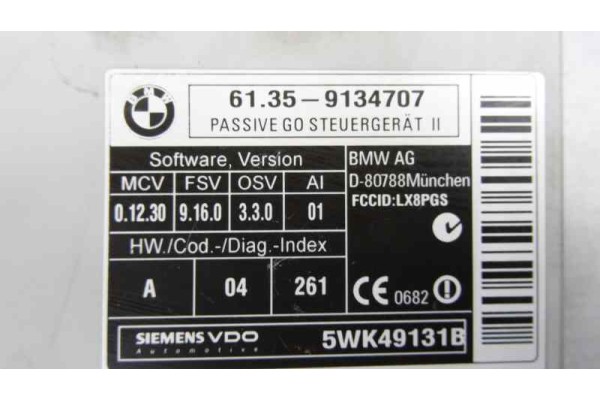 BMW
61.35–9134707
PASSIVE GO STEUERGERÄT II
Software, Version
MCV FSV OSV AI
0.12.30 9.16.0 3.3.0 01
HW./Cod.-/Diag.-Index
A 04 261
BMW AG
D-80788München
FCCID:LX8PGS
CE 0682
SIEMENS VDO
Automotive
5WK49131B